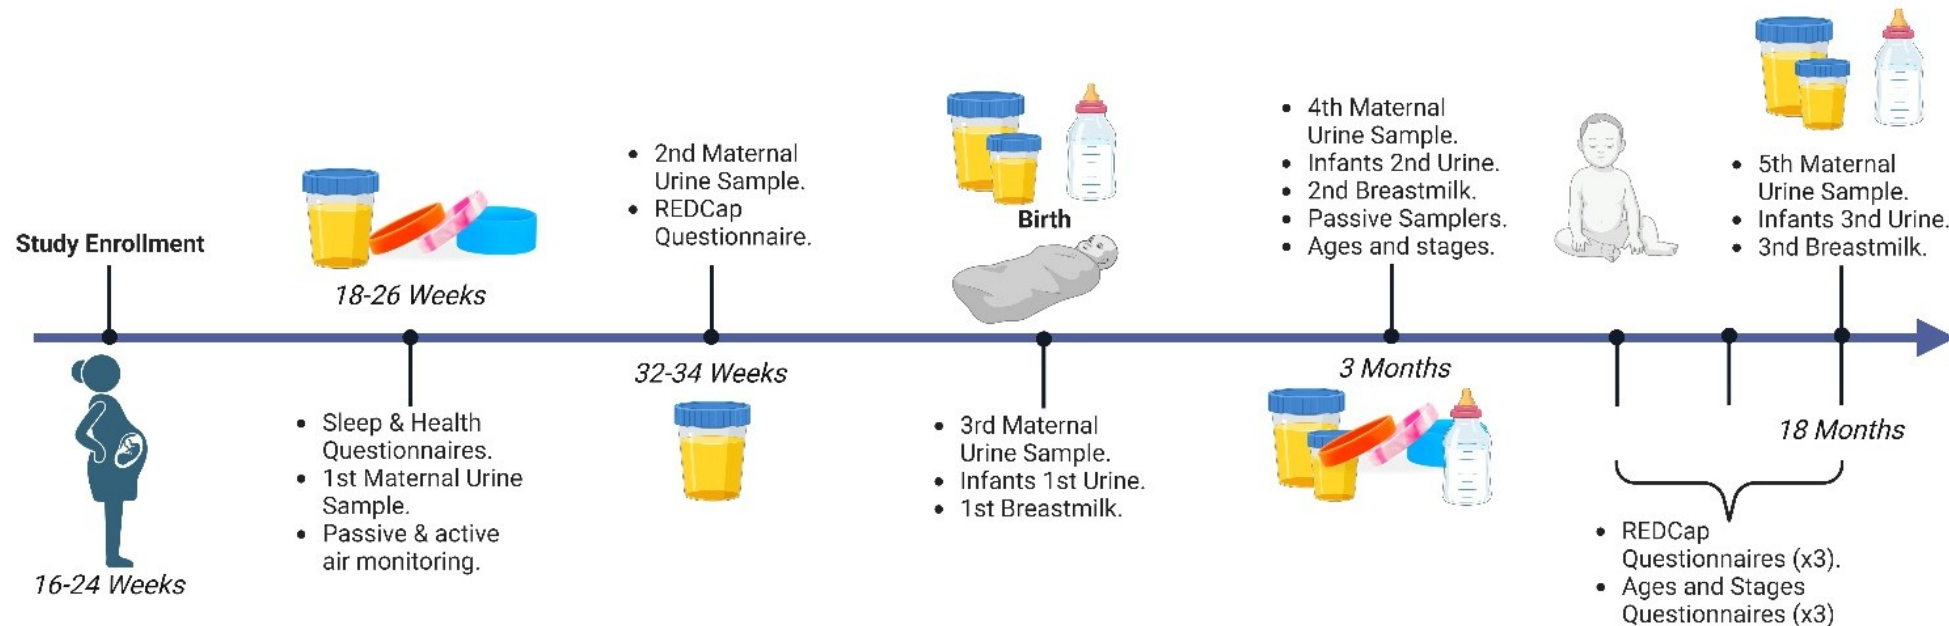 Study Enrollment
16-24 Weeks
18-26 Weeks
• Sleep & Health
Questionnaires.
• 1st Maternal Urine
Sample.
• Passive & active
air monitoring.
• 2nd Maternal
Urine Sample.
• REDCap
Questionnaire.
32-34 Weeks
Birth
• 3rd Maternal
Urine Sample.
• Infants 1st Urine.
• 1st Breastmilk.
• 4th Maternal
Urine Sample.
• Infants 2nd Urine.
• 2nd Breastmilk.
• Passive Samplers.
• Ages and stages.
3 Months
• 5th Maternal
Urine Sample.
• Infants 3nd Urine.
• 3nd Breastmilk.
18 Months
• REDCap
Questionnaires (x3).
• Ages and Stages
Questionnaires (x3)